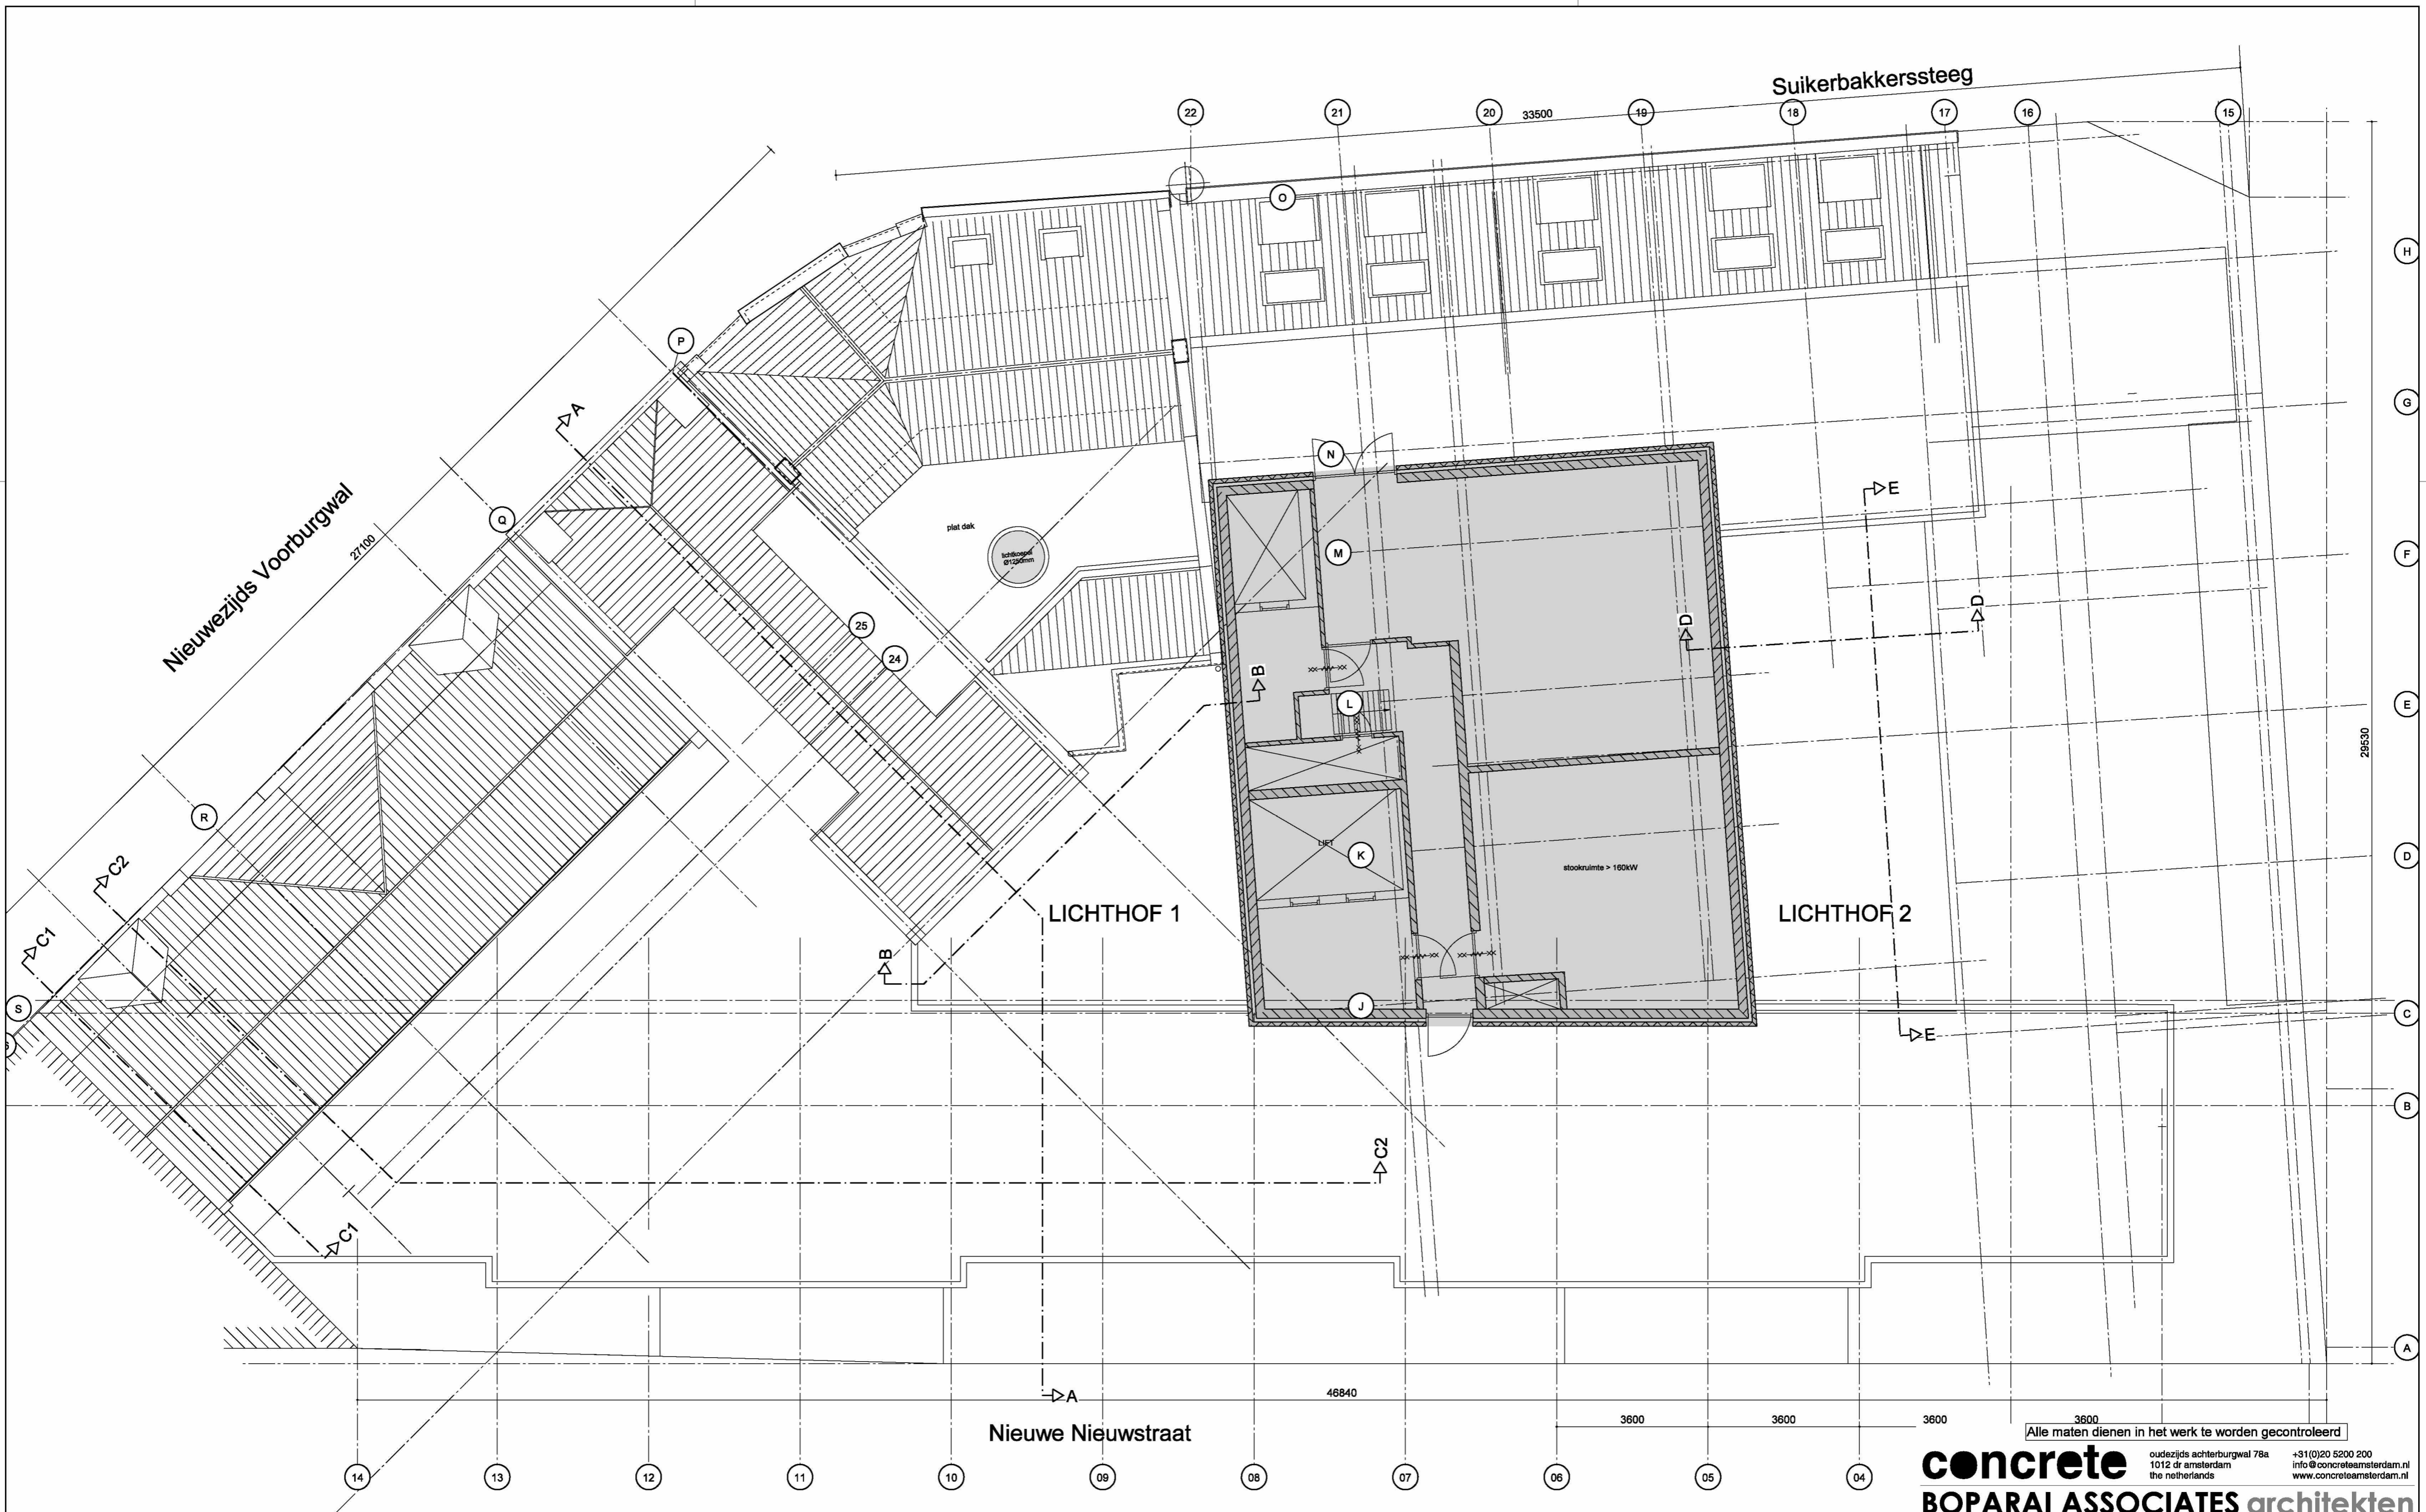 Suikerbakkerssteeg
33500
22
21
20
19
18
17
16
15
O
H
P
A
G
Nieuwezijds Voorburgwal
27100
Q
N
E
plat dak
lichtkoepel
Ø1250mm
M
F
D
D
25
24
B
L
E
29530
R
C2
LIFT
K
stookruimte > 160kW
D
C1
LICHTHOF 1
LICHTHOF 2
B
S
J
C
E
B
C2
C1
A
A
46840
Nieuwe Nieuwstraat
3600
3600
3600
3600
Alle maten dienen in het werk te worden gecontroleerd
14
13
12
11
10
09
08
07
06
05
04
concrete
oudezijds achterburgwal 78a
1012 dr amsterdam
the netherlands
+31(0)20 5200 200
info@concreteamsterdam.nl
www.concreteamsterdam.nl
BOPARAI ASSOCIATES architekten